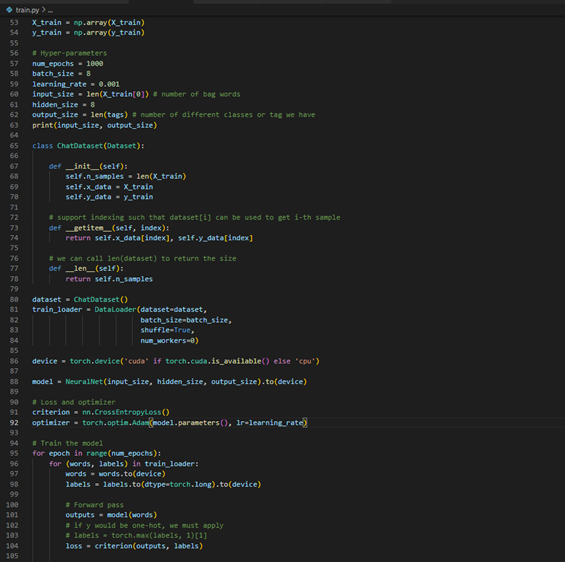 train.py > ...
53 X_train = np.array(X_train)
54 y_train = np.array(y_train)
55
56 # Hyper-parameters
57 num_epochs = 1000
58 batch_size = 8
59 learning_rate = 0.001
60 input_size = len(X_train[0]) # number of bag words
61 hidden_size = 8
62 output_size = len(tags) # number of different classes or tag we have
63 print(input_size, output_size)
64
65 class ChatDataset(Dataset):
66
67     def __init__(self):
68         self.n_samples = len(X_train)
69         self.x_data = X_train
70         self.y_data = y_train
71
72     # support indexing such that dataset[i] can be used to get i-th sample
73     def __getitem__(self, index):
74         return self.x_data[index], self.y_data[index]
75
76     # we can call len(dataset) to return the size
77     def __len__(self):
78         return self.n_samples
79
80 dataset = ChatDataset()
81 train_loader = DataLoader(dataset=dataset,
82                           batch_size=batch_size,
83                           shuffle=True,
84                           num_workers=0)
85
86 device = torch.device('cuda' if torch.cuda.is_available() else 'cpu')
87
88 model = NeuralNet(input_size, hidden_size, output_size).to(device)
89
90 # Loss and optimizer
91 criterion = nn.CrossEntropyLoss()
92 optimizer = torch.optim.Adam(model.parameters(), lr=learning_rate)
93
94 # Train the model
95 for epoch in range(num_epochs):
96     for (words, labels) in train_loader:
97         words = words.to(device)
98         labels = labels.to(dtype=torch.long).to(device)
99
100         # Forward pass
101         outputs = model(words)
102         # if y would be one-hot, we must apply
103         # labels = torch.max(labels, 1)[1]
104         loss = criterion(outputs, labels)
105